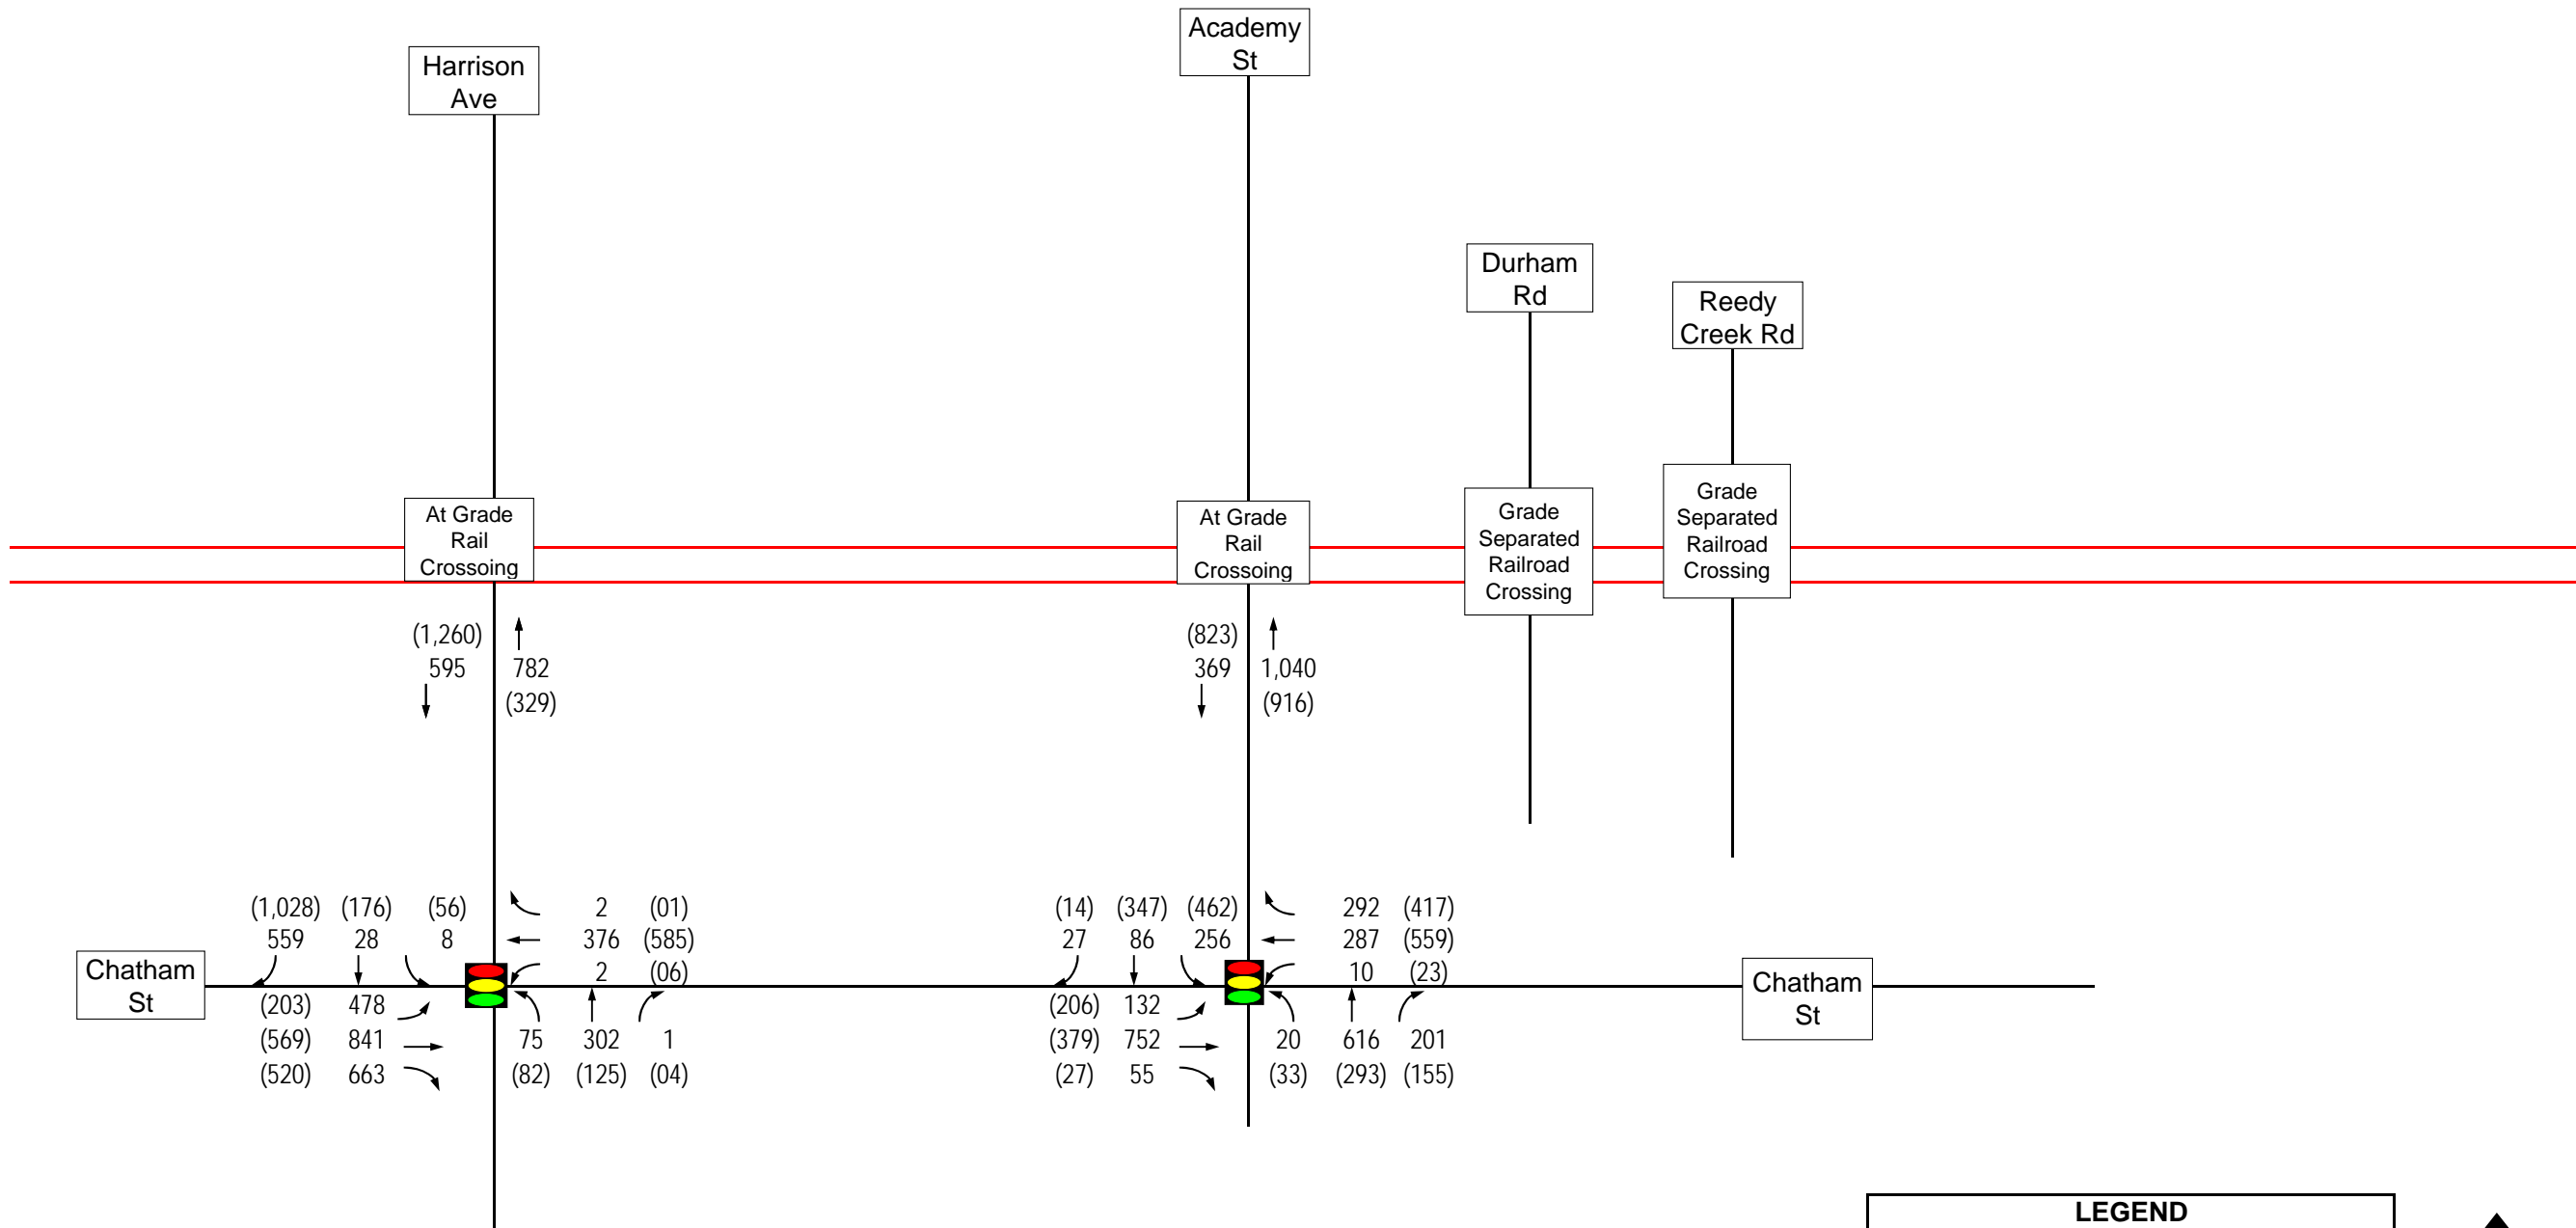 Academy
St
Harrison
Ave
Durham
Rd
Reedy
Creek Rd
At Grade
Rail
Crossoing
At Grade
Rail
Crossoing
Grade
Separated
Railroad
Crossing
Grade
Separated
Railroad
Crossing
(1,260)
595 782
(329)
(823)
369 1,040
(916)
Chatham
St
(1,028) (176) (56) 2 (01)
559 28 8 376 (585)
2 (06)
(203) 478
(569) 841 75 302 1
(520) 663 (82) (125) (04)
(14) (347) (462) 292 (417)
27 86 256 287 (559)
10 (23)
(206) 132
(379) 752 20 616 201
(27) 55 (33) (293) (155)
Chatham
St
LEGEND